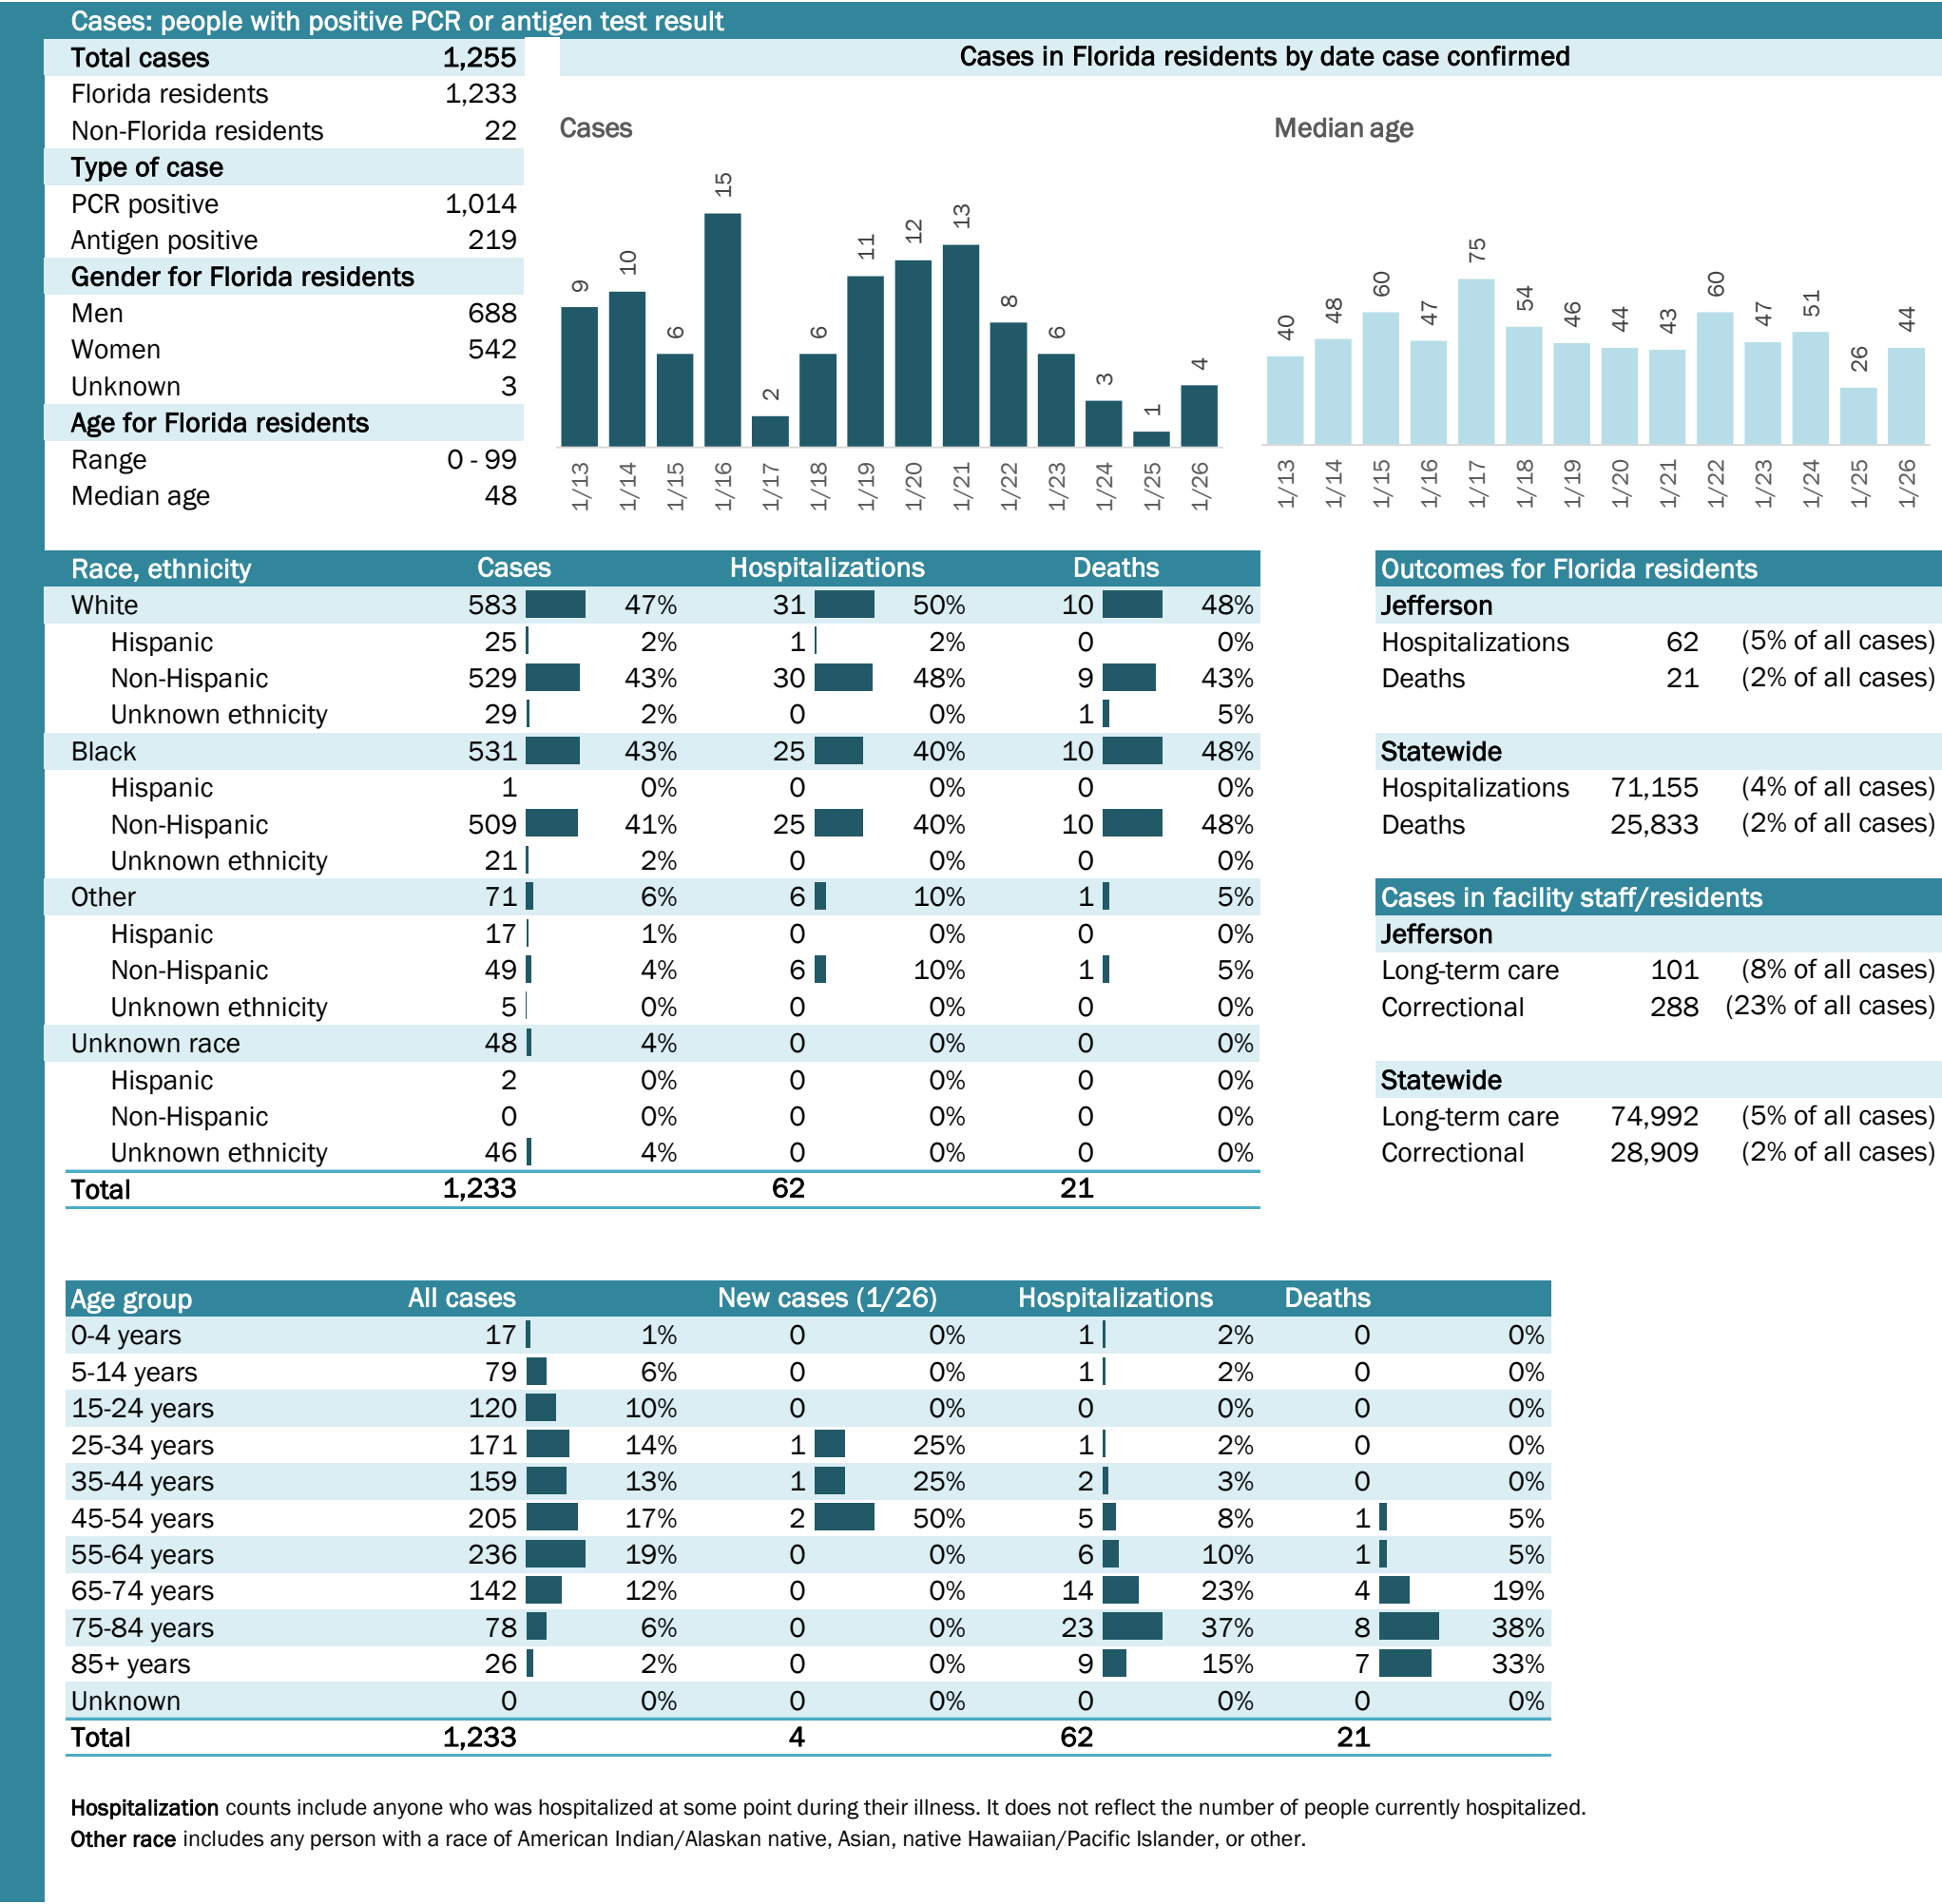 Cases: people with positive PCR or antigen test result
Total cases 1,255
Florida residents 1,233
Non-Florida residents 22
Type of case
PCR positive 1,014
Antigen positive 219
Gender for Florida residents
Men 688
Women 542
Unknown 3
Age for Florida residents
Range 0 - 99
Median age 48
Cases in Florida residents by date case confirmed
Cases
9 10 6 15 2 6 11 12 13 8 6 3 1 4
1/13 1/14 1/15 1/16 1/17 1/18 1/19 1/20 1/21 1/22 1/23 1/24 1/25 1/26
Median age
40 48 60 47 75 54 46 44 43 60 47 51 26 44
1/13 1/14 1/15 1/16 1/17 1/18 1/19 1/20 1/21 1/22 1/23 1/24 1/25 1/26
Race, ethnicity Cases Hospitalizations Deaths
White 583 47% 31 50% 10 48%
Hispanic 25 2% 1 2% 0 0%
Non-Hispanic 529 43% 30 48% 9 43%
Unknown ethnicity 29 2% 0 0% 1 5%
Black 531 43% 25 40% 10 48%
Hispanic 1 0% 0 0% 0 0%
Non-Hispanic 509 41% 25 40% 10 48%
Unknown ethnicity 21 2% 0 0% 0 0%
Other 71 6% 6 10% 1 5%
Hispanic 17 1% 0 0% 0 0%
Non-Hispanic 49 4% 6 10% 1 5%
Unknown ethnicity 5 0% 0 0% 0 0%
Unknown race 48 4% 0 0% 0 0%
Hispanic 2 0% 0 0% 0 0%
Non-Hispanic 0 0% 0 0% 0 0%
Unknown ethnicity 46 4% 0 0% 0 0%
Total 1,233 62 21
Outcomes for Florida residents
Jefferson
Hospitalizations 62 (5% of all cases)
Deaths 21 (2% of all cases)
Statewide
Hospitalizations 71,155 (4% of all cases)
Deaths 25,833 (2% of all cases)
Cases in facility staff/residents
Jefferson
Long-term care 101 (8% of all cases)
Correctional 288 (23% of all cases)
Statewide
Long-term care 74,992 (5% of all cases)
Correctional 28,909 (2% of all cases)
Age group All cases New cases (1/26) Hospitalizations Deaths
0-4 years 17 1% 0 0% 1 2% 0 0%
5-14 years 79 6% 0 0% 1 2% 0 0%
15-24 years 120 10% 0 0% 0 0% 0 0%
25-34 years 171 14% 1 25% 1 2% 0 0%
35-44 years 159 13% 1 25% 2 3% 0 0%
45-54 years 205 17% 2 50% 5 8% 1 5%
55-64 years 236 19% 0 0% 6 10% 1 5%
65-74 years 142 12% 0 0% 14 23% 4 19%
75-84 years 78 6% 0 0% 23 37% 8 38%
85+ years 26 2% 0 0% 9 15% 7 33%
Unknown 0 0% 0 0% 0 0% 0 0%
Total 1,233 4 62 21
Hospitalization counts include anyone who was hospitalized at some point during their illness. It does not reflect the number of people currently hospitalized.
Other race includes any person with a race of American Indian/Alaskan native, Asian, native Hawaiian/Pacific Islander, or other.